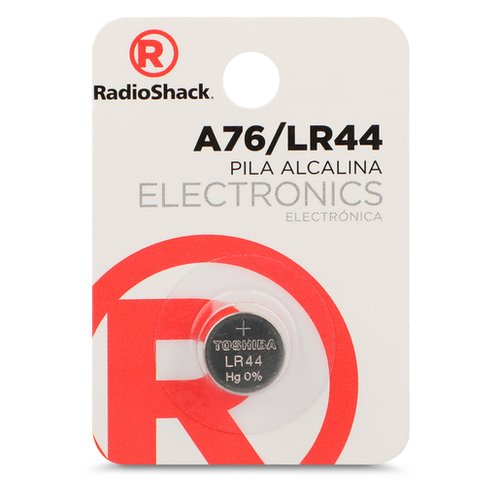 R
RadioShack®
A76/LR44
PILA ALCALINA
ELECTRONICS
ELECTRÓNICA
R
+
TOSHIBA
LR44
Hg 0%